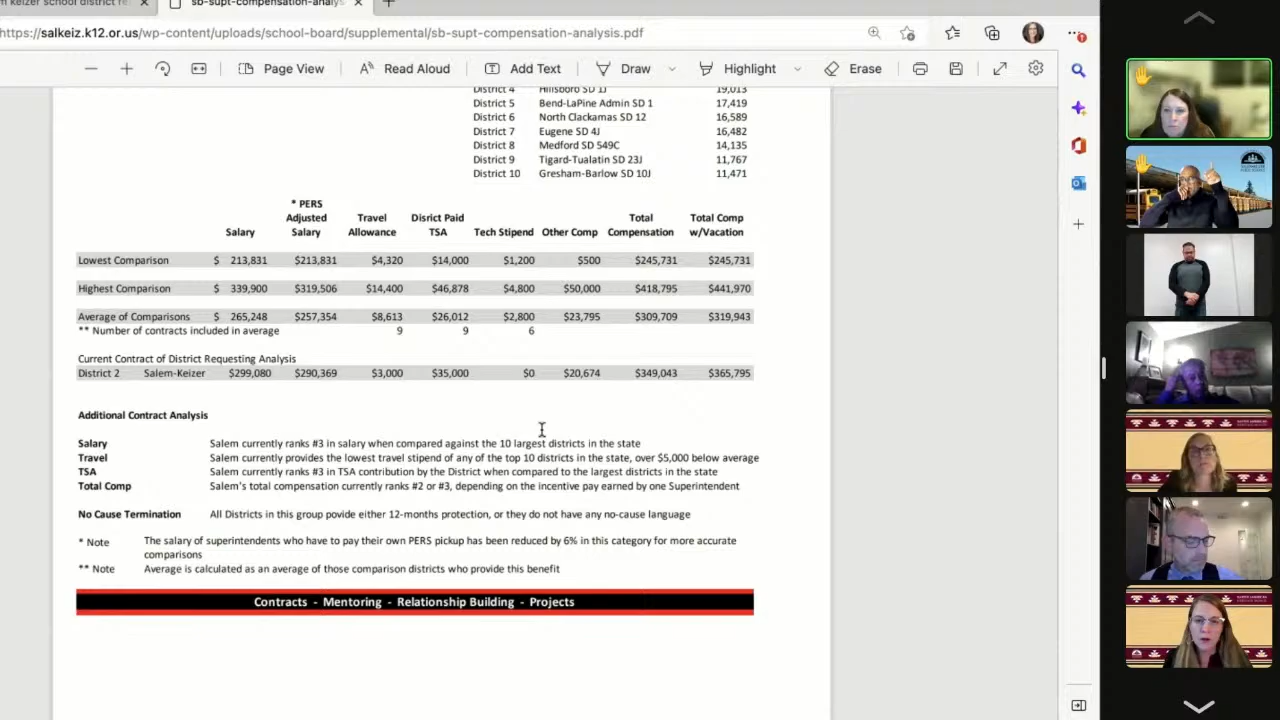 m keizer school district re
sb-supt-compensation-analys
https://salkeiz.k12.or.us/wp-content/uploads/school-board/supplemental/sb-supt-compensation-analysis.pdf
Page View Read Aloud Add Text Draw Highlight Erase
District 4 Hillsboro SD 1J 19,013
District 5 Bend-LaPine Admin SD 1 17,419
District 6 North Clackamas SD 12 16,589
District 7 Eugene SD 4J 16,482
District 8 Medford SD 549C 14,135
District 9 Tigard-Tualatin SD 23J 11,767
District 10 Gresham-Barlow SD 10J 11,471
* PERS
Adjusted Travel Disrict Paid Total Total Comp
Salary Salary Allowance TSA Tech Stipend Other Comp Compensation w/Vacation
Lowest Comparison $ 213,831 $213,831 $4,320 $14,000 $1,200 $500 $245,731 $245,731
Highest Comparison $ 339,900 $319,506 $14,400 $46,878 $4,800 $50,000 $418,795 $441,970
Average of Comparisons $ 265,248 $257,354 $8,613 $26,012 $2,800 $23,795 $309,709 $319,943
** Number of contracts included in average 9 9 6
Current Contract of District Requesting Analysis
District 2 Salem-Keizer $299,080 $290,369 $3,000 $35,000 $0 $20,674 $349,043 $365,795
Additional Contract Analysis
Salary Salem currently ranks #3 in salary when compared against the 10 largest districts in the state
Travel Salem currently provides the lowest travel stipend of any of the top 10 districts in the state, over $5,000 below average
TSA Salem currently ranks #3 in TSA contribution by the District when compared to the largest districts in the state
Total Comp Salem's total compensation currently ranks #2 or #3, depending on the incentive pay earned by one Superintendent
No Cause Termination All Districts in this group povide either 12-months protection, or they do not have any no-cause language
* Note The salary of superintendents who have to pay their own PERS pickup has been reduced by 6% in this category for more accurate
comparisons
** Note Average is calculated as an average of those comparison districts who provide this benefit
Contracts - Mentoring - Relationship Building - Projects